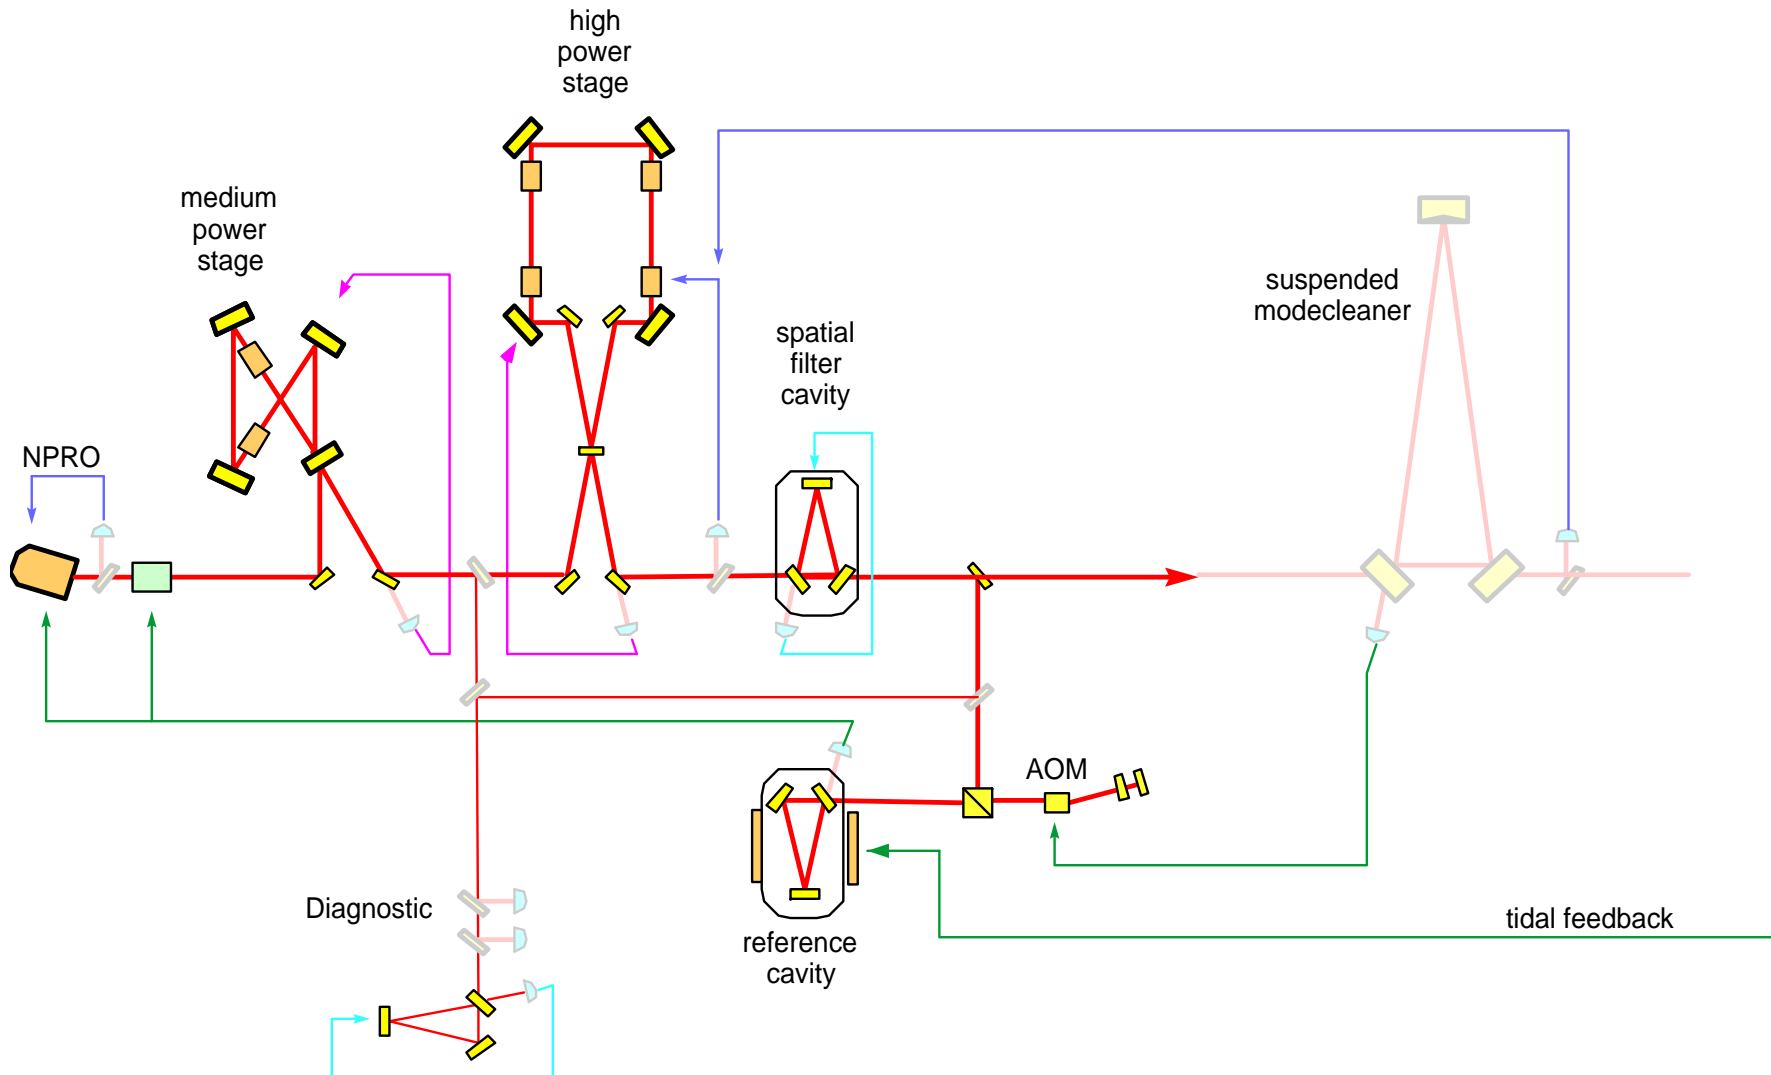 high
power
stage
medium
power
stage
suspended
modecleaner
spatial
filter
cavity
NPRO
AOM
Diagnostic
reference
cavity
tidal feedback